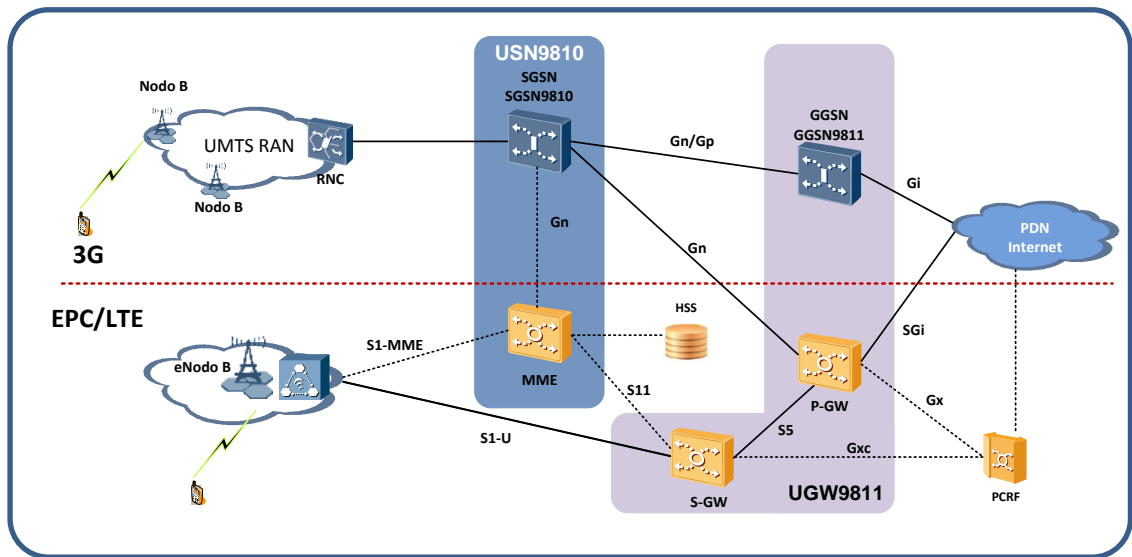 USN9810
SGSN
SGSN9810
Nodo B
UMTS RAN
RNC
Nodo B
GGSN
GGSN9811
Gn/Gp
Gi
PDN
Internet
3G
Gn
Gn
EPC/LTE
HSS
S1-MME
eNodo B
MME
SGi
P-GW
S11
Gx
S5
S1-U
Gxc
S-GW
UGW9811
PCRF